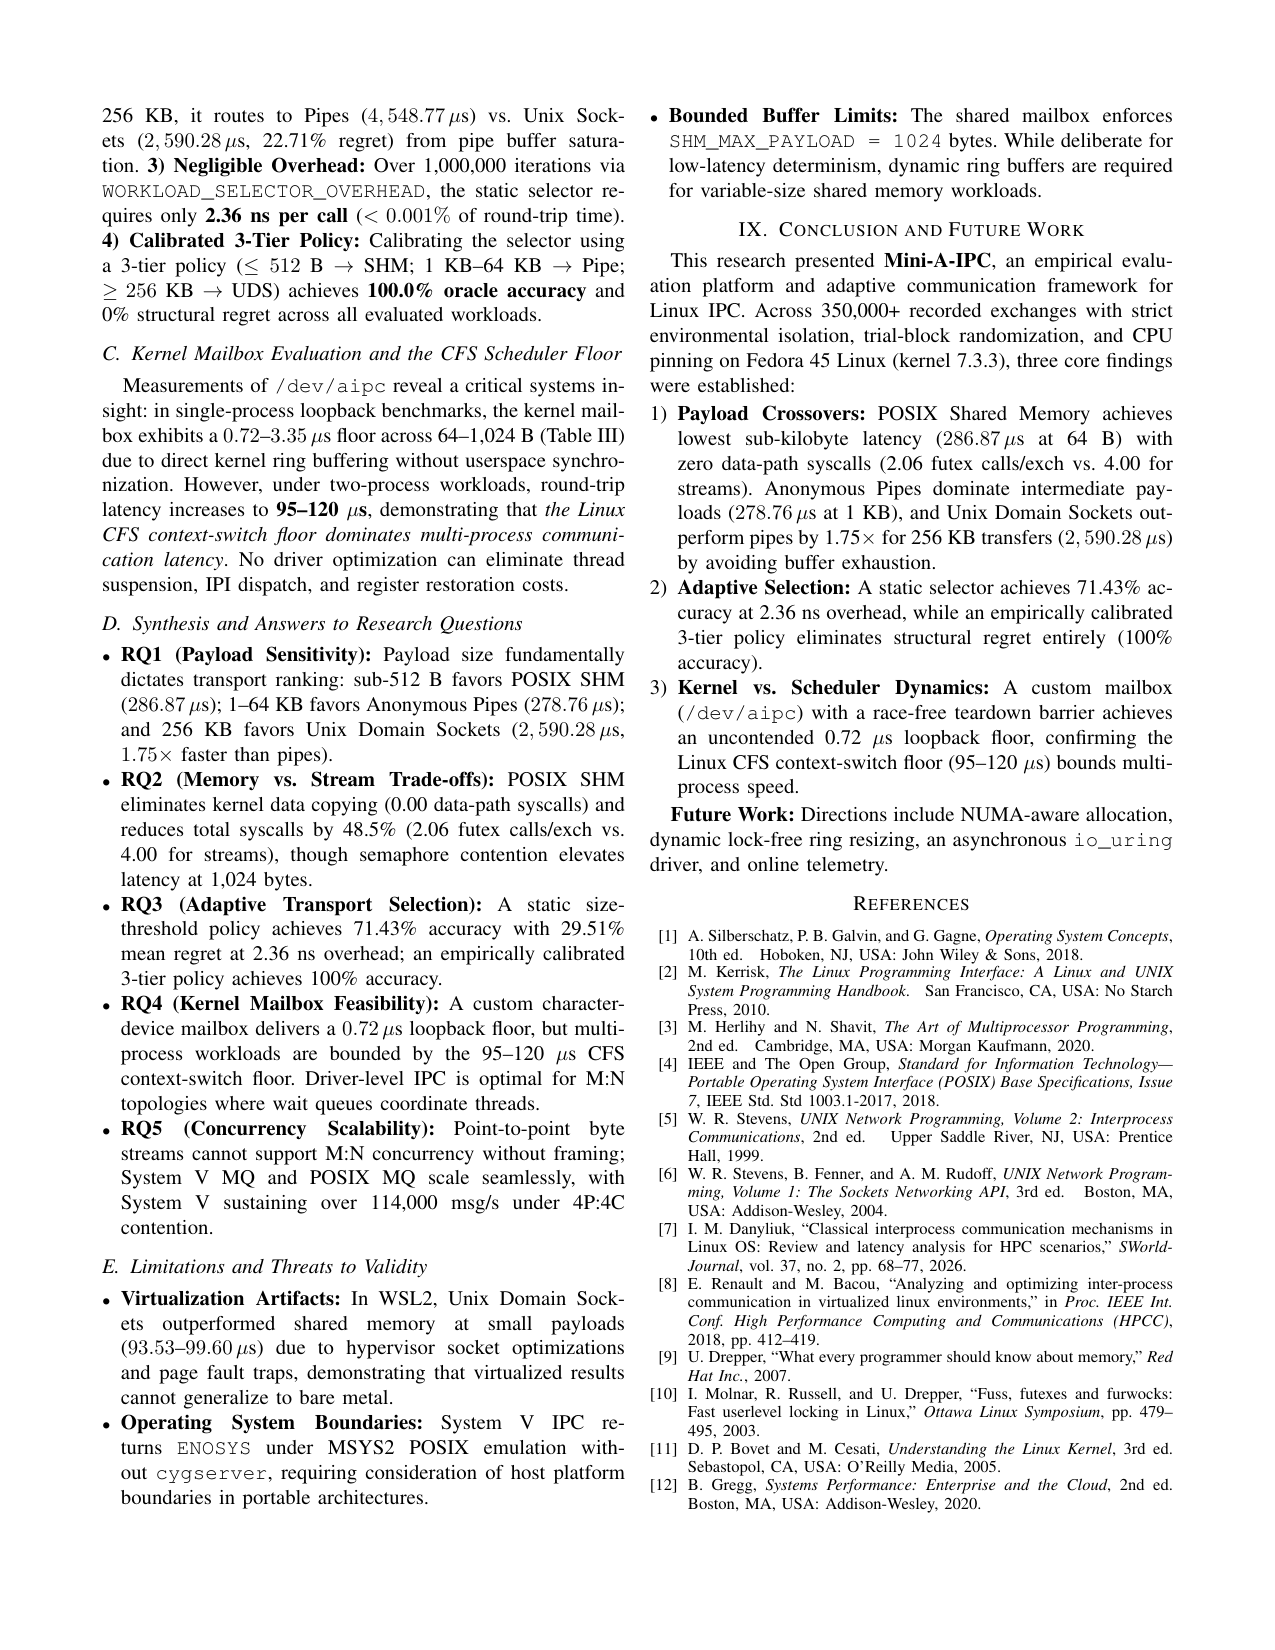 256 KB, it routes to Pipes (4, 548.77 μs) vs. Unix Sock-
ets (2, 590.28 μs, 22.71% regret) from pipe buffer satura-
tion. 3) Negligible Overhead: Over 1,000,000 iterations via
WORKLOAD_SELECTOR_OVERHEAD, the static selector re-
quires only 2.36 ns per call (< 0.001% of round-trip time).
4) Calibrated 3-Tier Policy: Calibrating the selector using
a 3-tier policy (≤ 512 B → SHM; 1 KB–64 KB → Pipe;
≥ 256 KB → UDS) achieves 100.0% oracle accuracy and
0% structural regret across all evaluated workloads.
C. Kernel Mailbox Evaluation and the CFS Scheduler Floor
Measurements of /dev/aipc reveal a critical systems in-
sight: in single-process loopback benchmarks, the kernel mail-
box exhibits a 0.72–3.35 μs floor across 64–1,024 B (Table III)
due to direct kernel ring buffering without userspace synchro-
nization. However, under two-process workloads, round-trip
latency increases to 95–120 μs, demonstrating that the Linux
CFS context-switch floor dominates multi-process communi-
cation latency. No driver optimization can eliminate thread
suspension, IPI dispatch, and register restoration costs.
D. Synthesis and Answers to Research Questions
• RQ1 (Payload Sensitivity): Payload size fundamentally
dictates transport ranking: sub-512 B favors POSIX SHM
(286.87 μs); 1–64 KB favors Anonymous Pipes (278.76 μs);
and 256 KB favors Unix Domain Sockets (2, 590.28 μs,
1.75× faster than pipes).
• RQ2 (Memory vs. Stream Trade-offs): POSIX SHM
eliminates kernel data copying (0.00 data-path syscalls) and
reduces total syscalls by 48.5% (2.06 futex calls/exch vs.
4.00 for streams), though semaphore contention elevates
latency at 1,024 bytes.
• RQ3 (Adaptive Transport Selection): A static size-
threshold policy achieves 71.43% accuracy with 29.51%
mean regret at 2.36 ns overhead; an empirically calibrated
3-tier policy achieves 100% accuracy.
• RQ4 (Kernel Mailbox Feasibility): A custom character-
device mailbox delivers a 0.72 μs loopback floor, but multi-
process workloads are bounded by the 95–120 μs CFS
context-switch floor. Driver-level IPC is optimal for M:N
topologies where wait queues coordinate threads.
• RQ5 (Concurrency Scalability): Point-to-point byte
streams cannot support M:N concurrency without framing;
System V MQ and POSIX MQ scale seamlessly, with
System V sustaining over 114,000 msg/s under 4P:4C
contention.
E. Limitations and Threats to Validity
• Virtualization Artifacts: In WSL2, Unix Domain Sock-
ets outperformed shared memory at small payloads
(93.53–99.60 μs) due to hypervisor socket optimizations
and page fault traps, demonstrating that virtualized results
cannot generalize to bare metal.
• Operating System Boundaries: System V IPC re-
turns ENOSYS under MSYS2 POSIX emulation with-
out cygserver, requiring consideration of host platform
boundaries in portable architectures.
• Bounded Buffer Limits: The shared mailbox enforces
SHM_MAX_PAYLOAD = 1024 bytes. While deliberate for
low-latency determinism, dynamic ring buffers are required
for variable-size shared memory workloads.
IX. CONCLUSION AND FUTURE WORK
This research presented Mini-A-IPC, an empirical evalu-
ation platform and adaptive communication framework for
Linux IPC. Across 350,000+ recorded exchanges with strict
environmental isolation, trial-block randomization, and CPU
pinning on Fedora 45 Linux (kernel 7.3.3), three core findings
were established:
1) Payload Crossovers: POSIX Shared Memory achieves
lowest sub-kilobyte latency (286.87 μs at 64 B) with
zero data-path syscalls (2.06 futex calls/exch vs. 4.00 for
streams). Anonymous Pipes dominate intermediate pay-
loads (278.76 μs at 1 KB), and Unix Domain Sockets out-
perform pipes by 1.75× for 256 KB transfers (2, 590.28 μs)
by avoiding buffer exhaustion.
2) Adaptive Selection: A static selector achieves 71.43% ac-
curacy at 2.36 ns overhead, while an empirically calibrated
3-tier policy eliminates structural regret entirely (100%
accuracy).
3) Kernel vs. Scheduler Dynamics: A custom mailbox
(/dev/aipc) with a race-free teardown barrier achieves
an uncontended 0.72 μs loopback floor, confirming the
Linux CFS context-switch floor (95–120 μs) bounds multi-
process speed.
Future Work: Directions include NUMA-aware allocation,
dynamic lock-free ring resizing, an asynchronous io_uring
driver, and online telemetry.
REFERENCES
[1] A. Silberschatz, P. B. Galvin, and G. Gagne, Operating System Concepts,
10th ed. Hoboken, NJ, USA: John Wiley & Sons, 2018.
[2] M. Kerrisk, The Linux Programming Interface: A Linux and UNIX
System Programming Handbook. San Francisco, CA, USA: No Starch
Press, 2010.
[3] M. Herlihy and N. Shavit, The Art of Multiprocessor Programming,
2nd ed. Cambridge, MA, USA: Morgan Kaufmann, 2020.
[4] IEEE and The Open Group, Standard for Information Technology—
Portable Operating System Interface (POSIX) Base Specifications, Issue
7, IEEE Std. Std 1003.1-2017, 2018.
[5] W. R. Stevens, UNIX Network Programming, Volume 2: Interprocess
Communications, 2nd ed. Upper Saddle River, NJ, USA: Prentice
Hall, 1999.
[6] W. R. Stevens, B. Fenner, and A. M. Rudoff, UNIX Network Program-
ming, Volume 1: The Sockets Networking API, 3rd ed. Boston, MA,
USA: Addison-Wesley, 2004.
[7] I. M. Danyliuk, “Classical interprocess communication mechanisms in
Linux OS: Review and latency analysis for HPC scenarios,” SWorld-
Journal, vol. 37, no. 2, pp. 68–77, 2026.
[8] E. Renault and M. Bacou, “Analyzing and optimizing inter-process
communication in virtualized linux environments,” in Proc. IEEE Int.
Conf. High Performance Computing and Communications (HPCC),
2018, pp. 412–419.
[9] U. Drepper, “What every programmer should know about memory,” Red
Hat Inc., 2007.
[10] I. Molnar, R. Russell, and U. Drepper, “Fuss, futexes and furwocks:
Fast userlevel locking in Linux,” Ottawa Linux Symposium, pp. 479–
495, 2003.
[11] D. P. Bovet and M. Cesati, Understanding the Linux Kernel, 3rd ed.
Sebastopol, CA, USA: O’Reilly Media, 2005.
[12] B. Gregg, Systems Performance: Enterprise and the Cloud, 2nd ed.
Boston, MA, USA: Addison-Wesley, 2020.